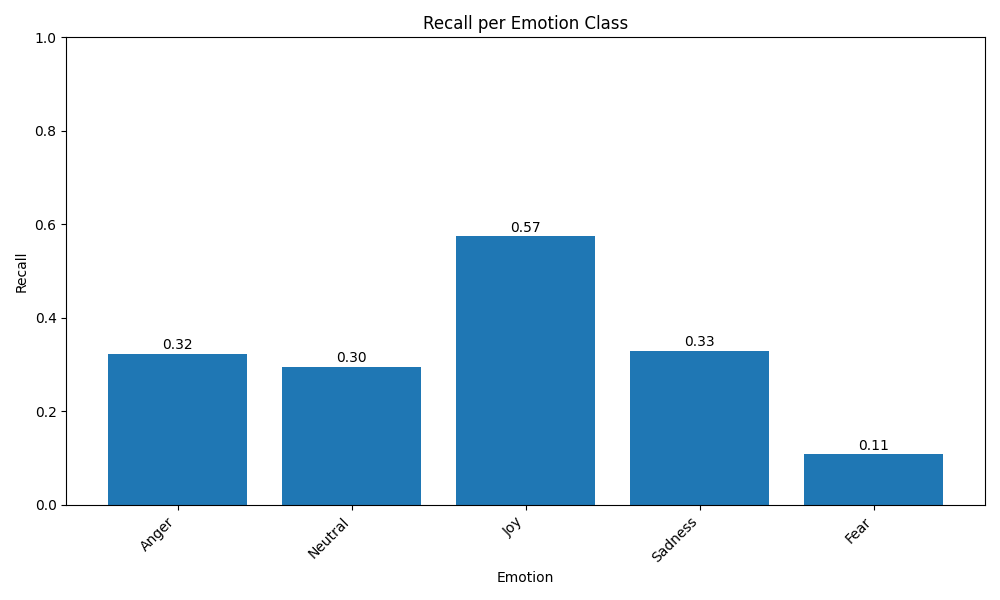 Recall per Emotion Class
1.0
0.8
0.6
0.4
0.2
0.0
Recall
0.32
0.30
0.57
0.33
0.11
Anger
Neutral
Joy
Sadness
Fear
Emotion